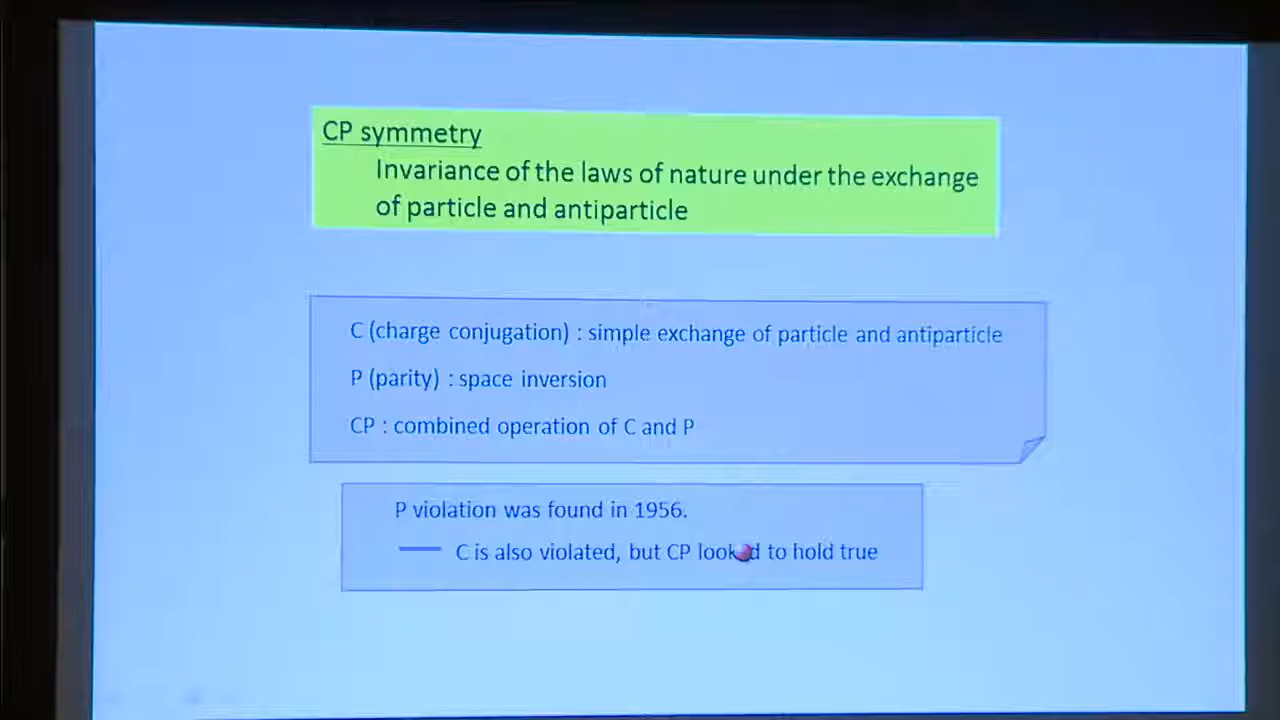 CP symmetry
Invariance of the laws of nature under the exchange
of particle and antiparticle
C (charge conjugation) : simple exchange of particle and antiparticle
P (parity) : space inversion
CP : combined operation of C and P
P violation was found in 1956.
— C is also violated, but CP looked to hold true